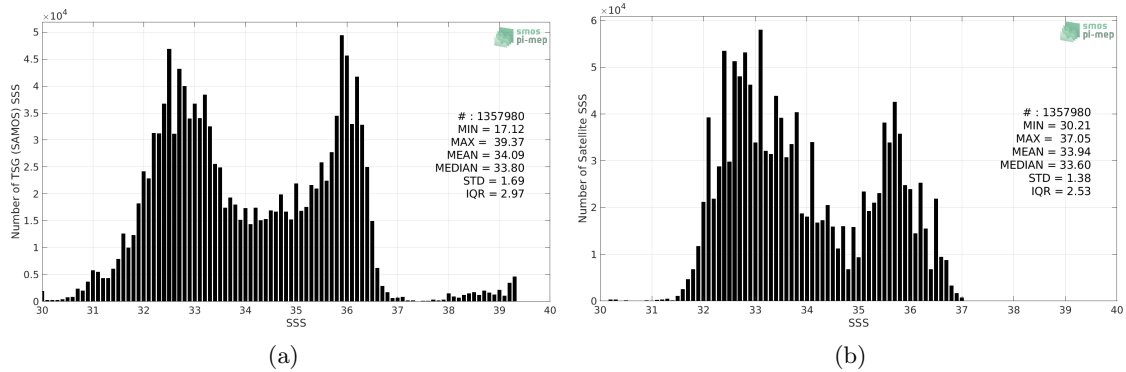 ×10⁴
5
4.5
4
3.5
3
2.5
2
1.5
1
0.5
0
Number of TSG (SAMOS) SSS
smos
pi-mep
# : 1357980
MIN = 17.12
MAX = 39.37
MEAN = 34.09
MEDIAN = 33.80
STD = 1.69
IQR = 2.97
30 31 32 33 34 35 36 37 38 39 40
SSS
(a)
×10⁴
6
5
4
3
2
1
0
Number of Satellite SSS
smos
pi-mep
# : 1357980
MIN = 30.21
MAX = 37.05
MEAN = 33.94
MEDIAN = 33.60
STD = 1.38
IQR = 2.53
30 31 32 33 34 35 36 37 38 39 40
SSS
(b)